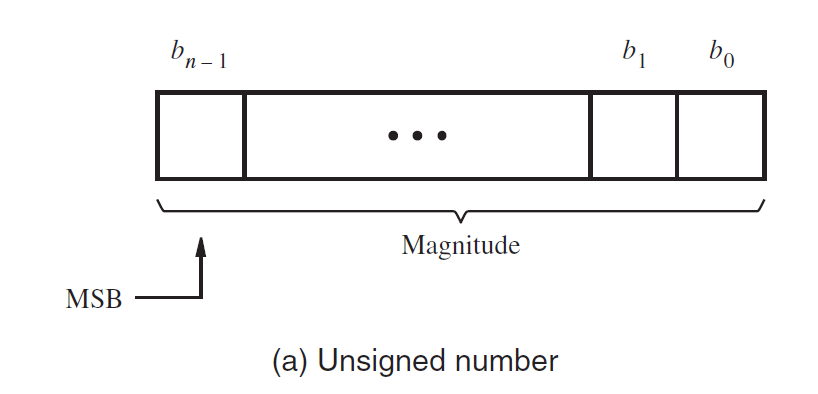 bn – 1 b1 b0
• • •
Magnitude
MSB
(a) Unsigned number